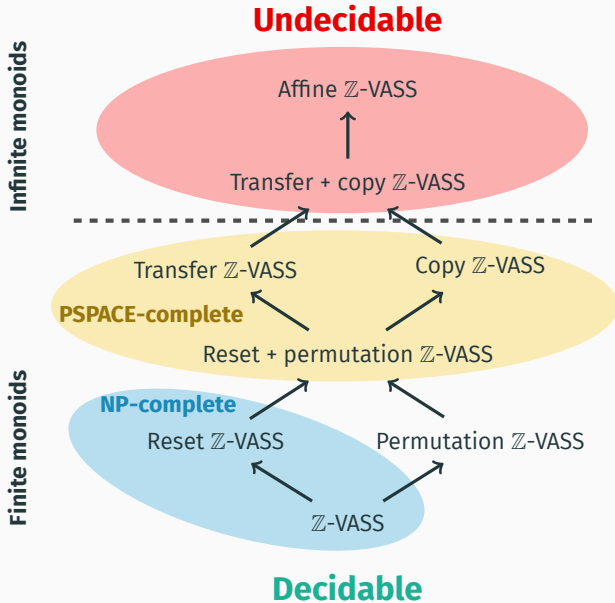 Undecidable
Infinite monoids
Affine ℤ-VASS
Transfer + copy ℤ-VASS
Transfer ℤ-VASS
Copy ℤ-VASS
PSPACE-complete
Reset + permutation ℤ-VASS
Finite monoids
NP-complete
Reset ℤ-VASS
Permutation ℤ-VASS
ℤ-VASS
Decidable